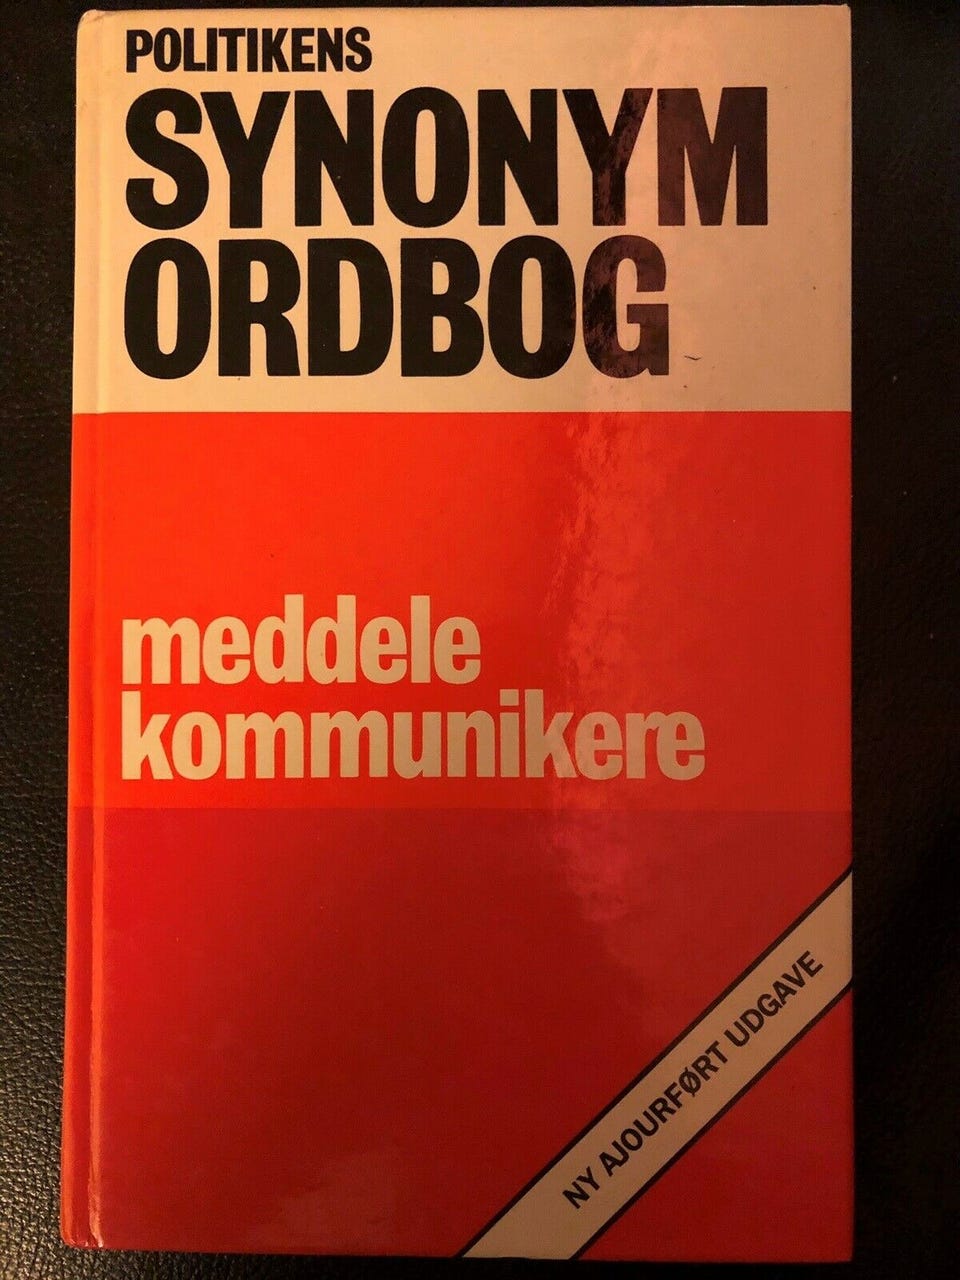 POLITIKENS
SYNONYM
ORDBOG
meddele
kommunikere
NY AJOURFØRT UDGAVE